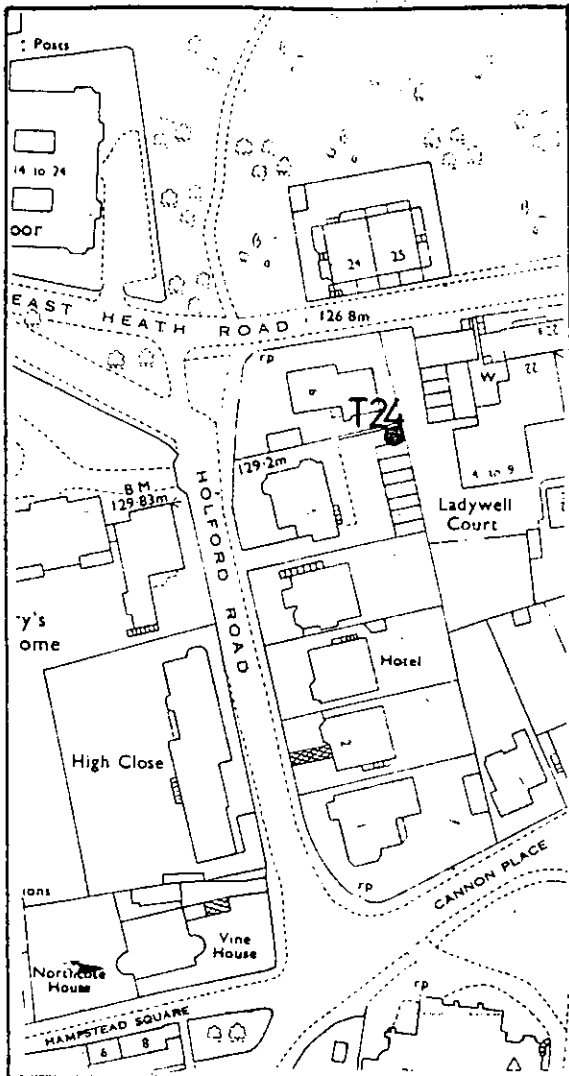 : Posts
14 to 24
24
25
EAST HEATH ROAD
126.8m
rp
T24
W
22
129.2m
4 to 9
Ladywell
Court
BM
129.83m
HOLFORD ROAD
ry's
ome
Hotel
High Close
2
rp
CANNON PLACE
ions
Vine
House
Northcote
House
HAMPSTEAD SQUARE
6
8
rp